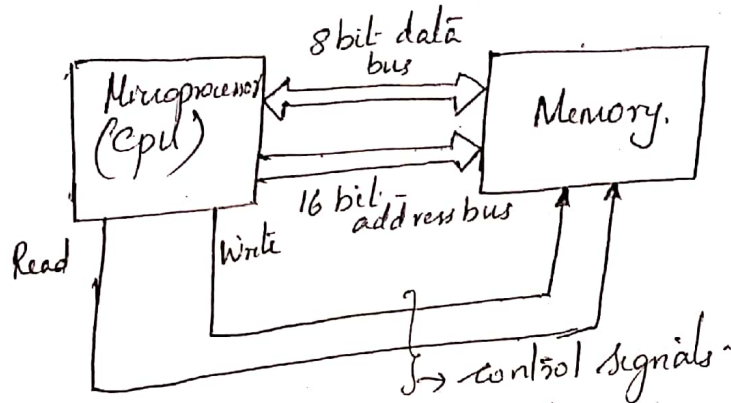 8 bit data
bus
Microprocessor
(CpU)
Memory.
16 bit
address bus
Read
Write
→ control signals